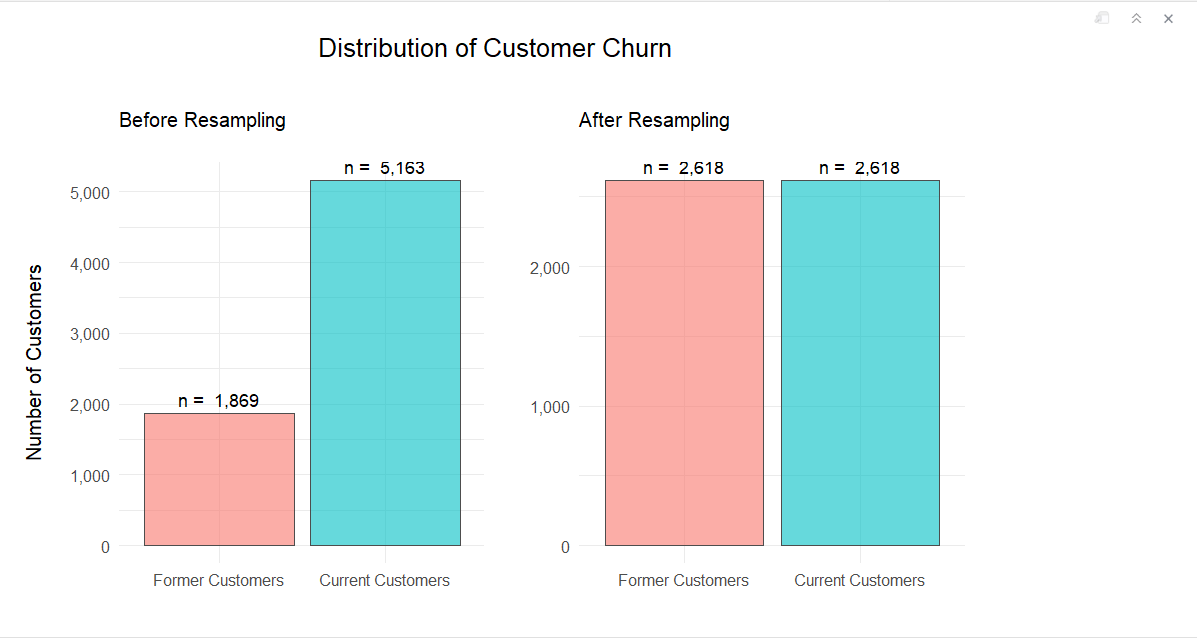 Distribution of Customer Churn
Before Resampling
Number of Customers
5,000
4,000
3,000
2,000
1,000
0
n = 1,869
n = 5,163
Former Customers
Current Customers
After Resampling
2,000
1,000
0
n = 2,618
n = 2,618
Former Customers
Current Customers